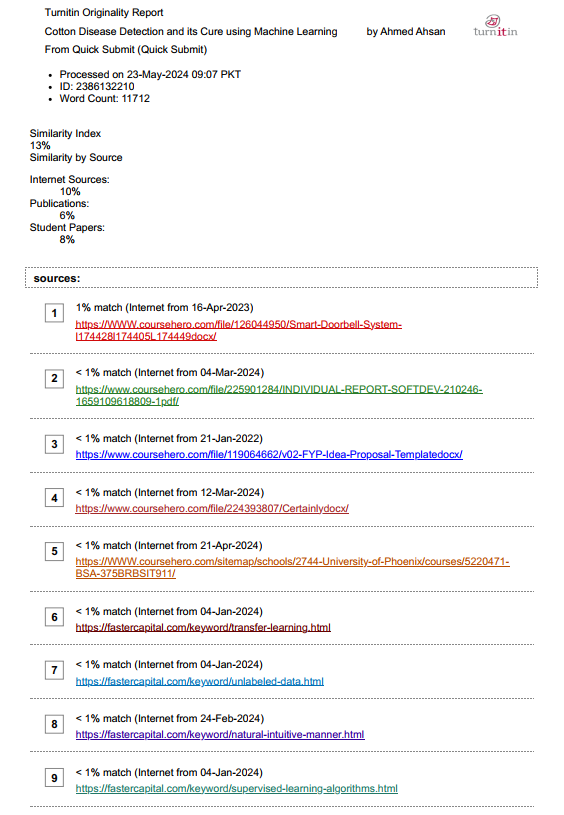 Turnitin Originality Report
Cotton Disease Detection and its Cure using Machine Learning by Ahmed Ahsan
turnitin
From Quick Submit (Quick Submit)
• Processed on 23-May-2024 09:07 PKT
• ID: 2386132210
• Word Count: 11712
Similarity Index
13%
Similarity by Source
Internet Sources:
10%
Publications:
6%
Student Papers:
8%
sources:
1
1% match (Internet from 16-Apr-2023)
https://WWW.coursehero.com/file/126044950/Smart-Doorbell-System-
l174428l174405L174449docx/
2
< 1% match (Internet from 04-Mar-2024)
https://www.coursehero.com/file/225901284/INDIVIDUAL-REPORT-SOFTDEV-210246-
1659109618809-1pdf/
3
< 1% match (Internet from 21-Jan-2022)
https://www.coursehero.com/file/119064662/v02-FYP-Idea-Proposal-Templatedocx/
4
< 1% match (Internet from 12-Mar-2024)
https://www.coursehero.com/file/224393807/Certainlydocx/
5
< 1% match (Internet from 21-Apr-2024)
https://WWW.coursehero.com/sitemap/schools/2744-University-of-Phoenix/courses/5220471-
BSA-375BRBSIT911/
6
< 1% match (Internet from 04-Jan-2024)
https://fastercapital.com/keyword/transfer-learning.html
7
< 1% match (Internet from 04-Jan-2024)
https://fastercapital.com/keyword/unlabeled-data.html
8
< 1% match (Internet from 24-Feb-2024)
https://fastercapital.com/keyword/natural-intuitive-manner.html
9
< 1% match (Internet from 04-Jan-2024)
https://fastercapital.com/keyword/supervised-learning-algorithms.html